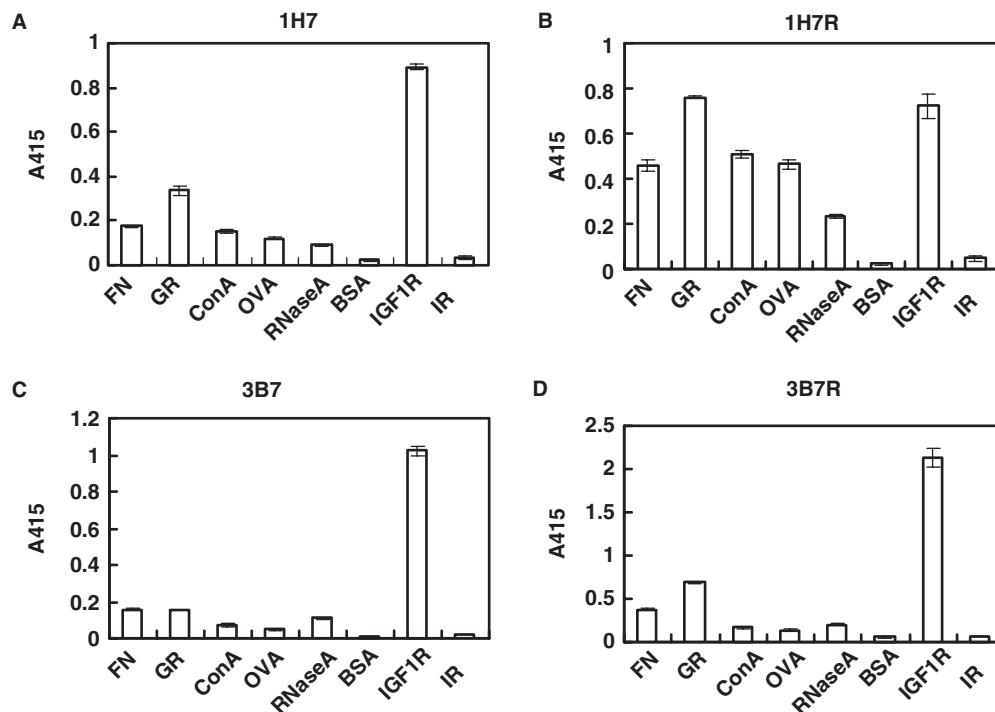 A
1H7
A415
1
0.8
0.6
0.4
0.2
0
FN
GR
ConA
OVA
RNaseA
BSA
IGF1R
IR
B
1H7R
A415
1
0.8
0.6
0.4
0.2
0
FN
GR
ConA
OVA
RNaseA
BSA
IGF1R
IR
C
3B7
A415
1.2
1
0.8
0.6
0.4
0.2
0
FN
GR
ConA
OVA
RNaseA
BSA
IGF1R
IR
D
3B7R
A415
2.5
2
1.5
1
0.5
0
FN
GR
ConA
OVA
RNaseA
BSA
IGF1R
IR